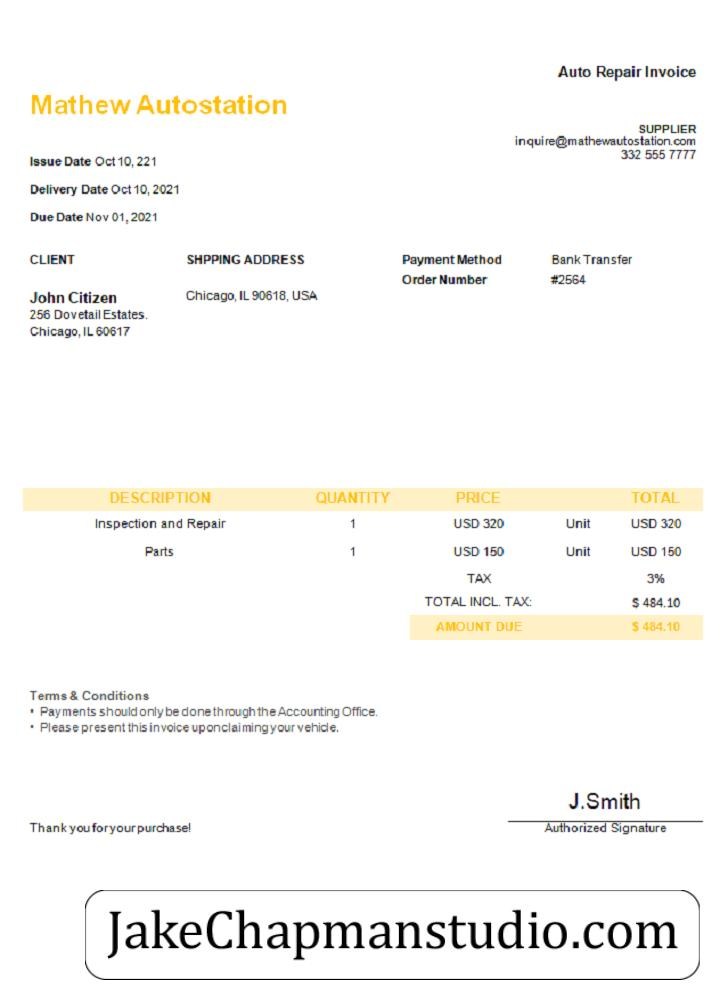 Auto Repair Invoice
Mathew Autostation
SUPPLIER
inquire@mathewautostation.com
332 555 7777
Issue Date Oct 10, 221
Delivery Date Oct 10, 2021
Due Date Nov 01, 2021
CLIENT SHPPING ADDRESS Payment Method Bank Transfer
Order Number #2564
John Citizen Chicago, IL 90618, USA
256 Dovetail Estates.
Chicago, IL 60617
DESCRIPTION QUANTITY PRICE TOTAL
Inspection and Repair 1 USD 320 Unit USD 320
Parts 1 USD 150 Unit USD 150
TAX 3%
TOTAL INCL. TAX: $ 484.10
AMOUNT DUE $ 484.10
Terms & Conditions
• Payments should only be done through the Accounting Office.
• Please present this invoice upon claiming your vehicle.
J.Smith
Thank you for your purchase! Authorized Signature
JakeChapmanstudio.com